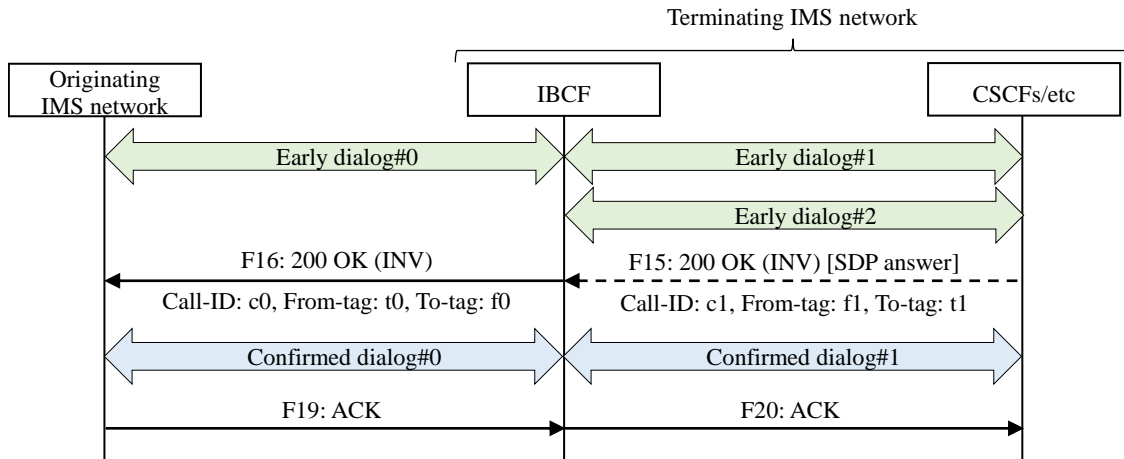 Terminating IMS network
Originating
IMS network
IBCF
CSCFs/etc
Early dialog#0
Early dialog#1
Early dialog#2
F16: 200 OK (INV)
F15: 200 OK (INV) [SDP answer]
Call-ID: c0, From-tag: t0, To-tag: f0
Call-ID: c1, From-tag: f1, To-tag: t1
Confirmed dialog#0
Confirmed dialog#1
F19: ACK
F20: ACK